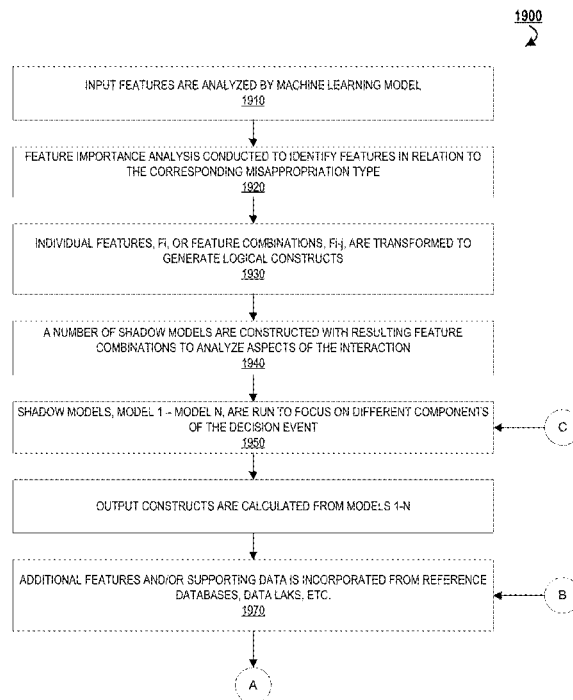 1900
INPUT FEATURES ARE ANALYZED BY MACHINE LEARNING MODEL
1910
FEATURE IMPORTANCE ANALYSIS CONDUCTED TO IDENTIFY FEATURES IN RELATION TO
THE CORRESPONDING MISAPPROPRIATION TYPE
1920
INDIVIDUAL FEATURES, Fi, OR FEATURE COMBINATIONS, Fi-j, ARE TRANSFORMED TO
GENERATE LOGICAL CONSTRUCTS
1930
A NUMBER OF SHADOW MODELS ARE CONSTRUCTED WITH RESULTING FEATURE
COMBINATIONS TO ANALYZE ASPECTS OF THE INTERACTION
1940
SHADOW MODELS, MODEL 1 – MODEL N, ARE RUN TO FOCUS ON DIFFERENT COMPONENTS
OF THE DECISION EVENT
1950
C
OUTPUT CONSTRUCTS ARE CALCULATED FROM MODELS 1-N
ADDITIONAL FEATURES AND/OR SUPPORTING DATA IS INCORPORATED FROM REFERENCE
DATABASES, DATA LAKS, ETC.
1970
B
A